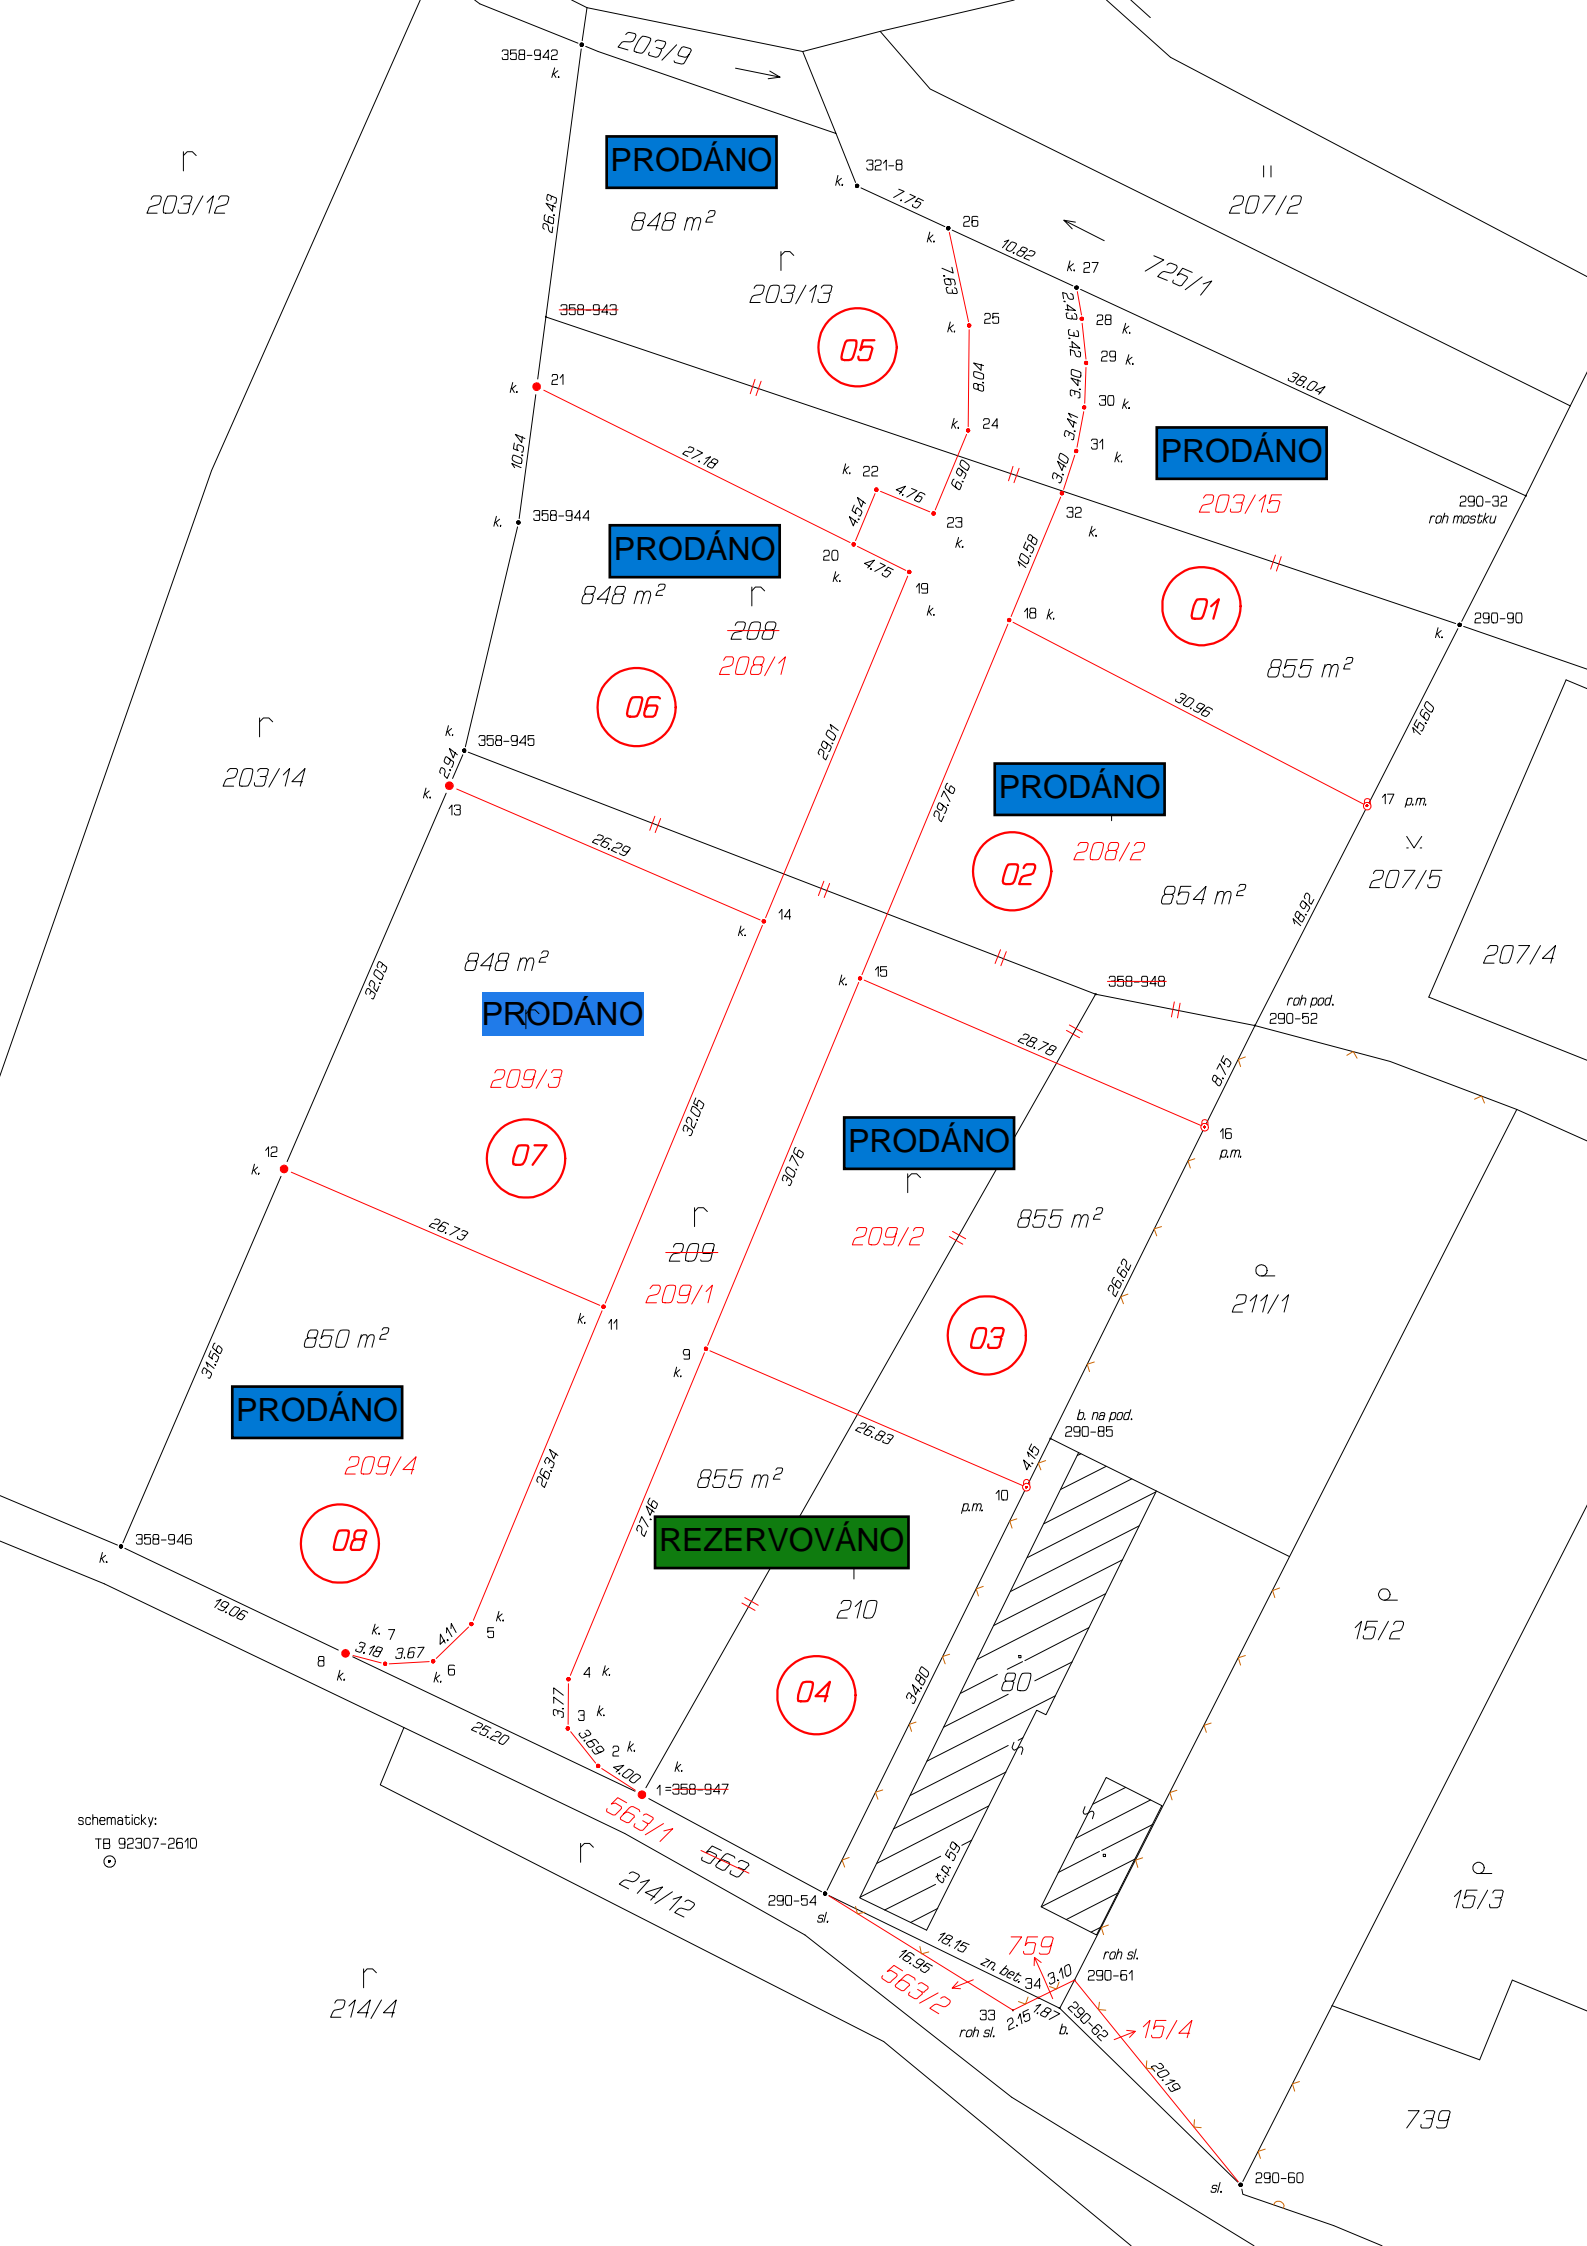 203/9
358-942
k.
PRODÁNO
321-8
k.
r
203/12
848 m²
7.75
26
k.
207/2
26.43
r
203/13
10.82
k. 27
725/1
7.63
358-943
05
25
k.
2.43
28 k.
3.42
29 k.
21
k.
8.04
3.40
30 k.
38.04
24
k.
3.41
31
k.
PRODÁNO
10.54
27.18
k. 22
4.76
6.90
3.40
203/15
290-32
roh mostku
k.
358-944
4.54
23
k.
32
k.
PRODÁNO
20
k.
4.75
19
k.
10.58
848 m²
r
208
208/1
18 k.
01
290-90
k.
06
855 m²
30.96
15.60
k.
358-945
2.94
29.01
r
203/14
k.
13
PRODÁNO
29.76
17 p.m.
26.29
02
208/2
207/5
854 m²
14
k.
18.92
848 m²
32.03
PRODÁNO
r
15
k.
358-948
207/4
roh pod.
290-52
28.78
209/3
8.75
32.05
07
PRODÁNO
16
p.m.
12
k.
30.76
r
26.73
r
209
209/2
855 m²
26.62
209/1
211/1
11
k.
850 m²
9
k.
03
31.56
PRODÁNO
26.83
b. na pod.
290-85
4.15
209/4
26.34
855 m²
10
p.m.
08
358-946
k.
27.46
REZERVOVÁNO
210
19.06
k. 7
3.18
3.67
4.11
k.
5
8
k.
k. 6
15/2
4 k.
3.77
80
04
34.80
3 k.
25.20
3.69
2 k.
4.00
k.
1=358-947
563/1
schematicky:
TB 92307-2610
r
563
č.p. 59
214/12
290-54
sl.
15/3
18.15
759
16.95
zn. bet.
34
3.10
roh sl.
290-61
r
214/4
563/2
33
roh sl.
2.15
1.87
b.
290-62
15/4
20.19
739
290-60
sl.